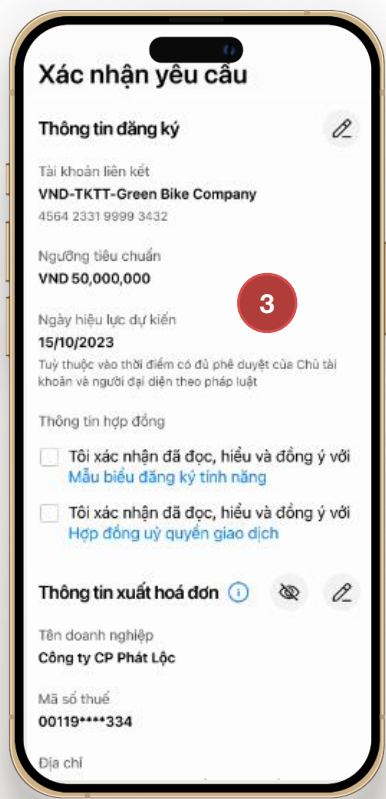 Xác nhận yêu cầu
Thông tin đăng ký
Tài khoản liên kết
VND-TKTT-Green Bike Company
4564 2331 9999 3432
Ngưỡng tiêu chuẩn
VND 50,000,000
3
Ngày hiệu lực dự kiến
15/10/2023
Tuỳ thuộc vào thời điểm có đủ phê duyệt của Chủ tài
khoản và người đại diện theo pháp luật
Thông tin hợp đồng
Tôi xác nhận đã đọc, hiểu và đồng ý với
Mẫu biểu đăng ký tính năng
Tôi xác nhận đã đọc, hiểu và đồng ý với
Hợp đồng uỷ quyền giao dịch
Thông tin xuất hoá đơn
Tên doanh nghiệp
Công ty CP Phát Lộc
Mã số thuế
00119****334
Địa chỉ